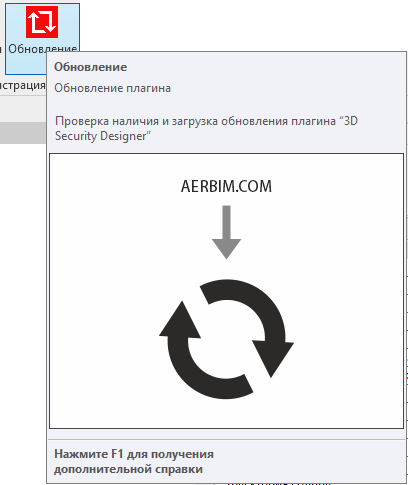 Обновление
страция
Обновление
Обновление плагина
Проверка наличия и загрузка обновления плагина “3D
Security Designer”
AERBIM.COM
Нажмите F1 для получения
дополнительной справки